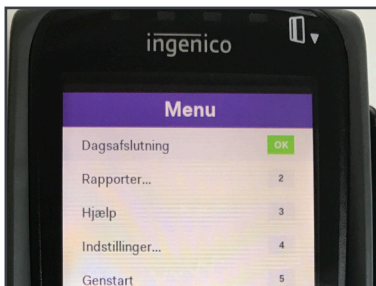 ingenico
Menu
Dagsafslutning OK
Rapporter... 2
Hjælp 3
Indstillinger... 4
Genstart 5